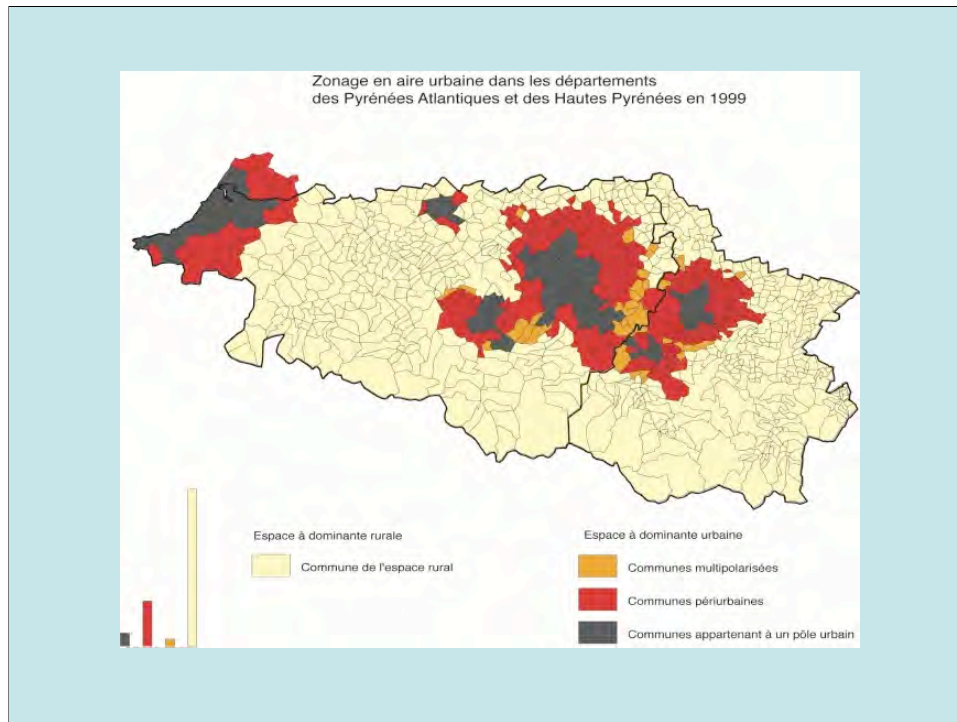 Zonage en aire urbaine dans les départements
des Pyrénées Atlantiques et des Hautes Pyrénées en 1999
Espace à dominante rurale
Commune de l'espace rural
Espace à dominante urbaine
Communes multipolarisées
Communes périurbaines
Communes appartenant à un pôle urbain